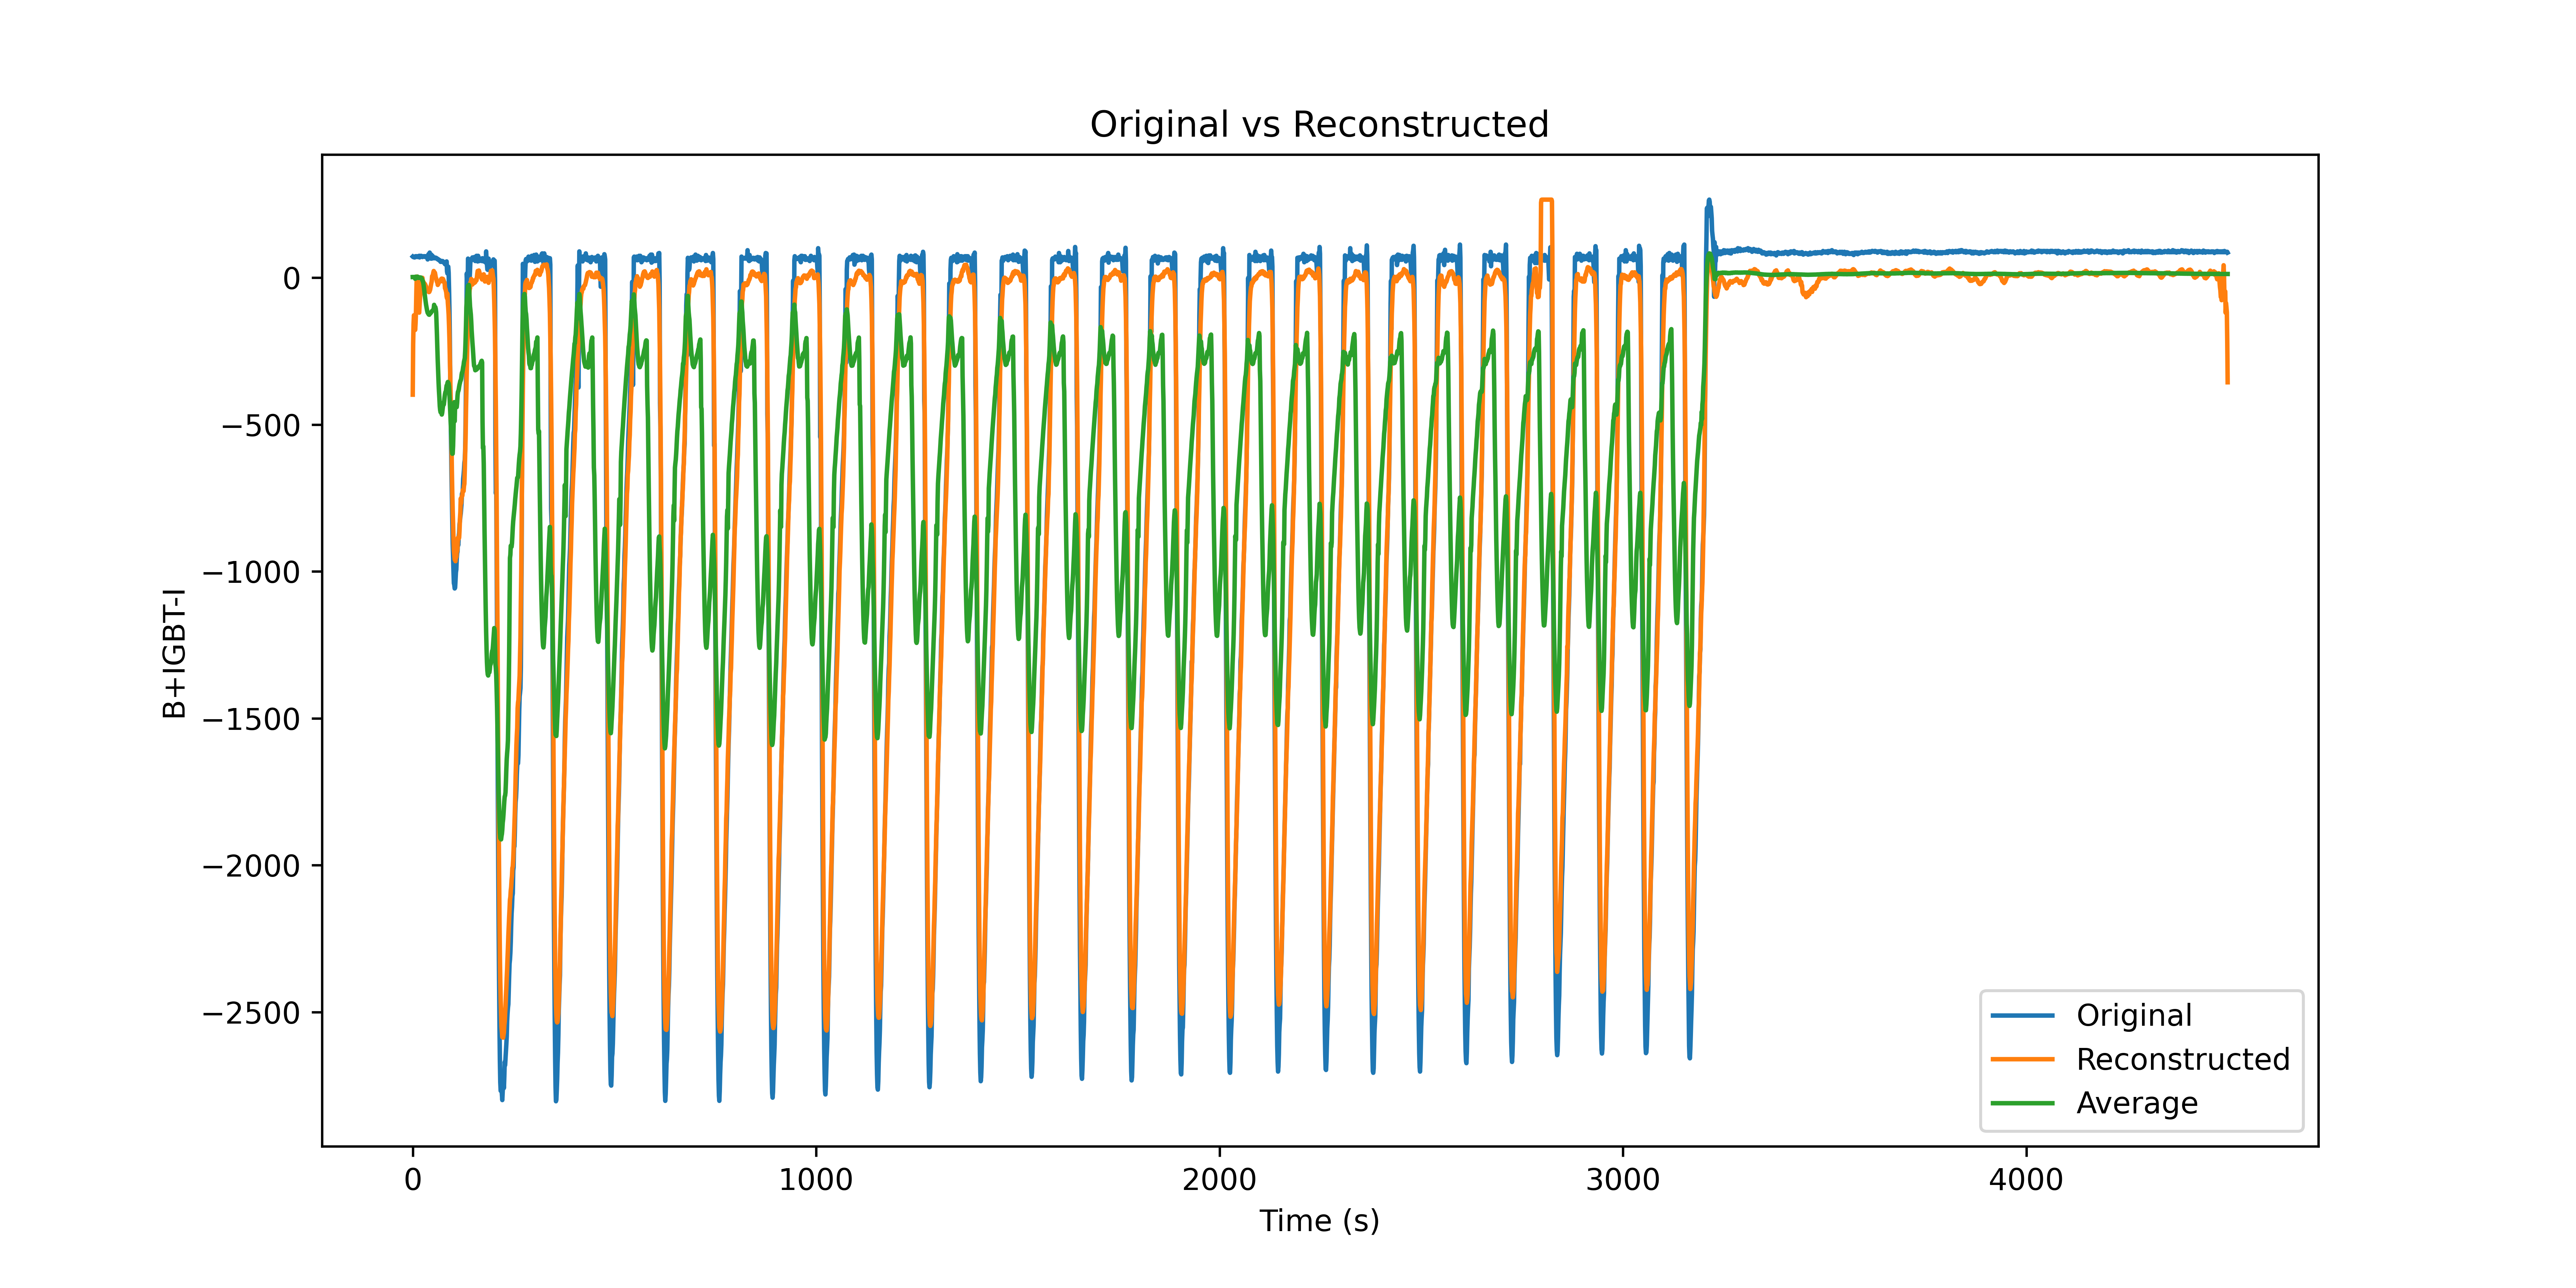 Original vs Reconstructed
B+IGBT-I
0
−500
−1000
−1500
−2000
−2500
0 1000 2000 3000 4000
Time (s)
Original
Reconstructed
Average